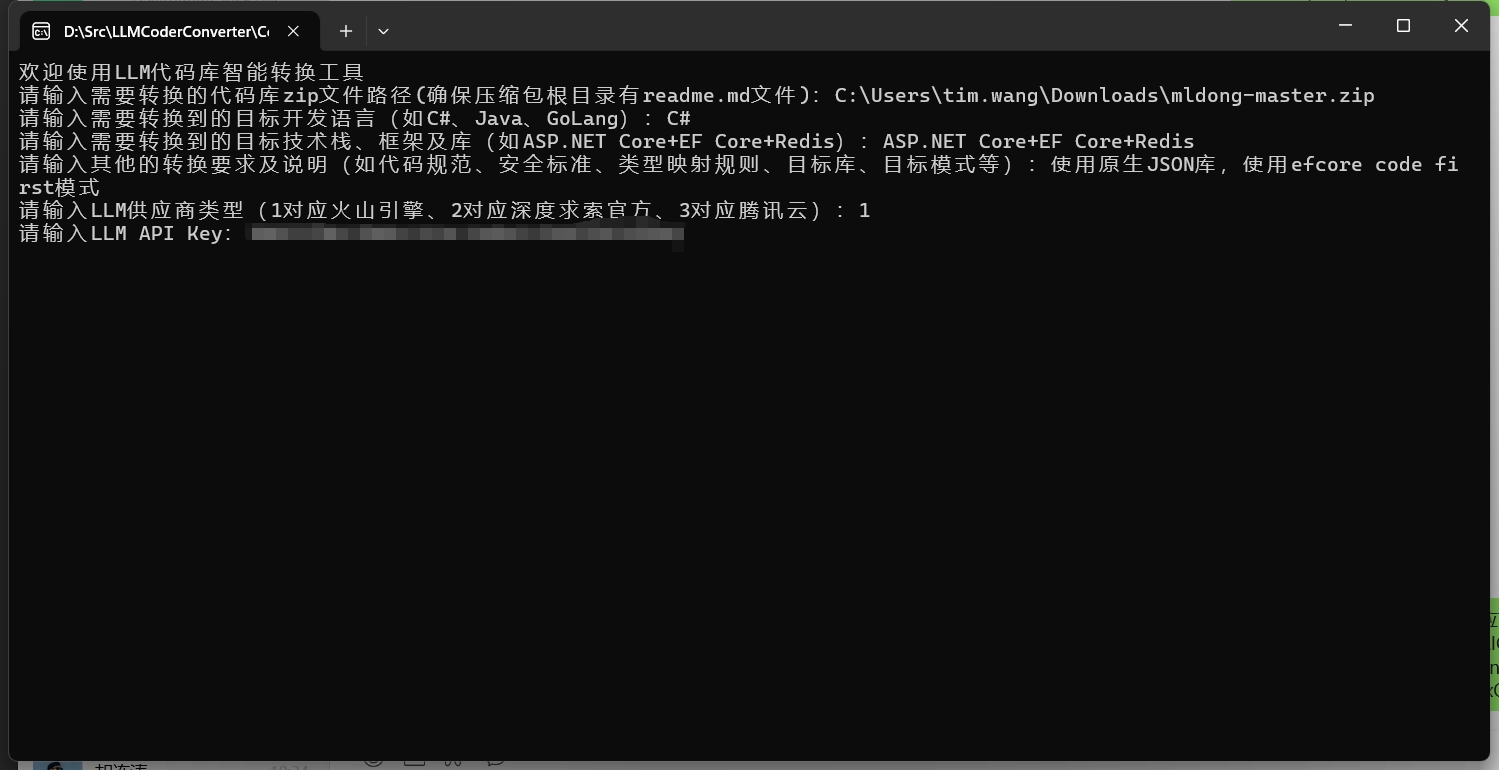 D:\Src\LLMCoderConverter\Co
欢迎使用LLM代码库智能转换工具
请输入需要转换的代码库zip文件路径(确保压缩包根目录有readme.md文件)：C:\Users\tim.wang\Downloads\mldong-master.zip
请输入需要转换到的目标开发语言（如C#、Java、GoLang）：C#
请输入需要转换到的目标技术栈、框架及库（如ASP.NET Core+EF Core+Redis）：ASP.NET Core+EF Core+Redis
请输入其他的转换要求及说明（如代码规范、安全标准、类型映射规则、目标库、目标模式等）：使用原生JSON库，使用efcore code fi
rst模式
请输入LLM供应商类型（1对应火山引擎、2对应深度求索官方、3对应腾讯云）：1
请输入LLM API Key：